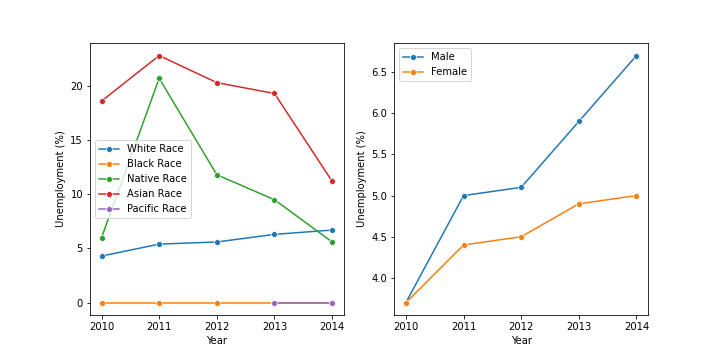 Unemployment (%)
20
15
10
5
0
White Race
Black Race
Native Race
Asian Race
Pacific Race
2010 2011 2012 2013 2014
Year
Unemployment (%)
6.5
6.0
5.5
5.0
4.5
4.0
Male
Female
2010 2011 2012 2013 2014
Year